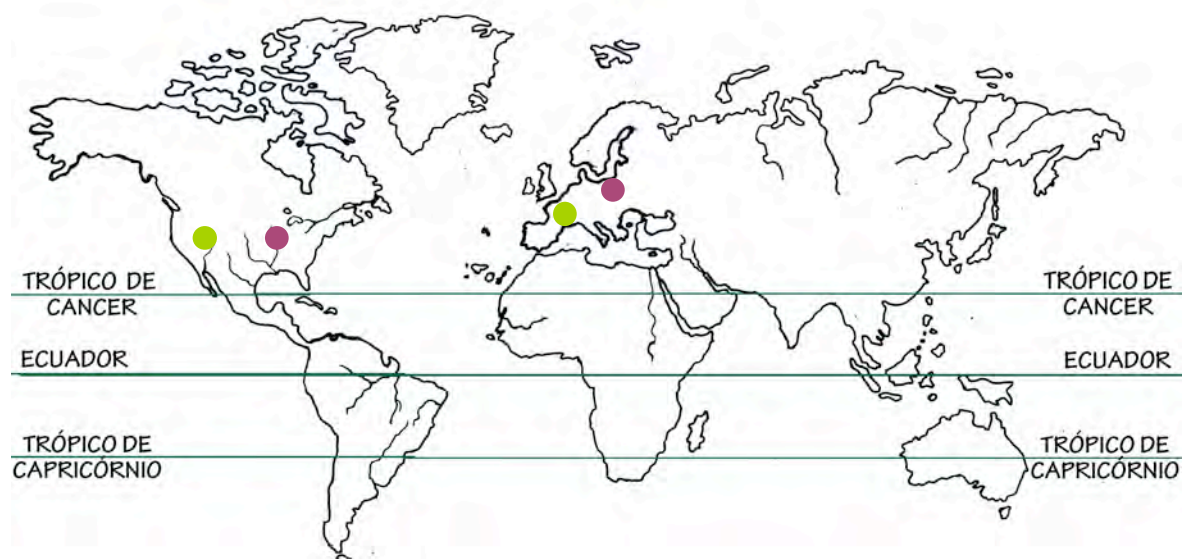 TRÓPICO DE
CANCER
TRÓPICO DE
CANCER
ECUADOR
ECUADOR
TRÓPICO DE
CAPRICÓRNIO
TRÓPICO DE
CAPRICÓRNIO